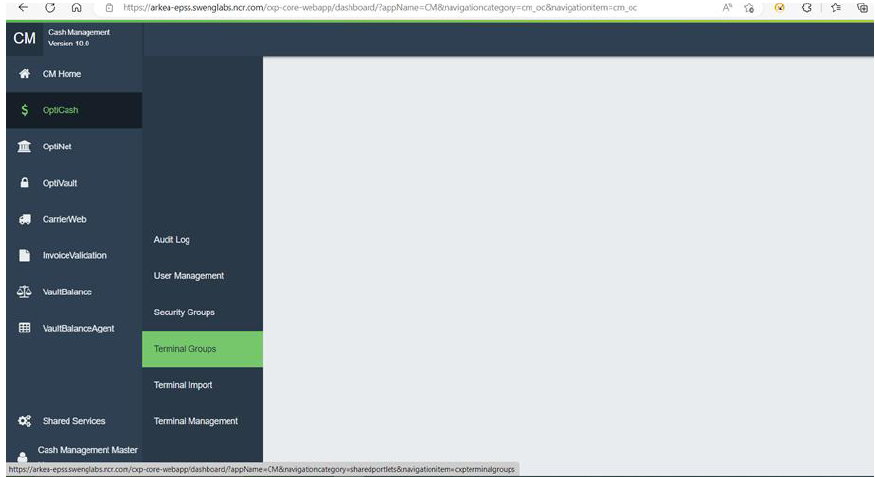 https://arkea-epss.swenglabs.ncr.com/cxp-core-webapp/dashboard/?appName=CM&navigationcategory=cm_oc&navigationitem=cm_oc
CM
Cash Management
Version 10.0
CM Home
OptiCash
OptiNet
OptiVault
CarrierWeb
InvoiceValidation
VaultBalance
VaultBalanceAgent
Shared Services
Cash Management Master
Audit Log
User Management
Security Groups
Terminal Groups
Terminal Import
Terminal Management
https://arkea-epss.swenglabs.ncr.com/cxp-core-webapp/dashboard/?appName=CM&navigationcategory=sharedportlets&navigationitem=cxpterminalgroups